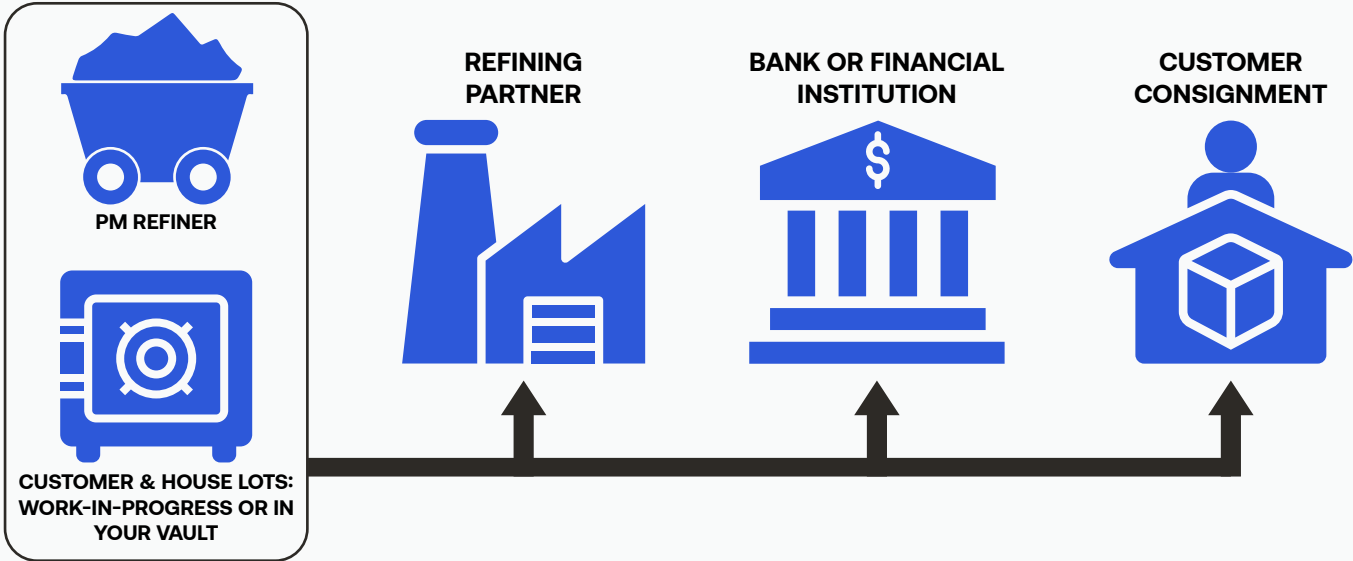 PM REFINER
CUSTOMER & HOUSE LOTS:
WORK-IN-PROGRESS OR IN
YOUR VAULT
REFINING
PARTNER
BANK OR FINANCIAL
INSTITUTION
$
CUSTOMER
CONSIGNMENT